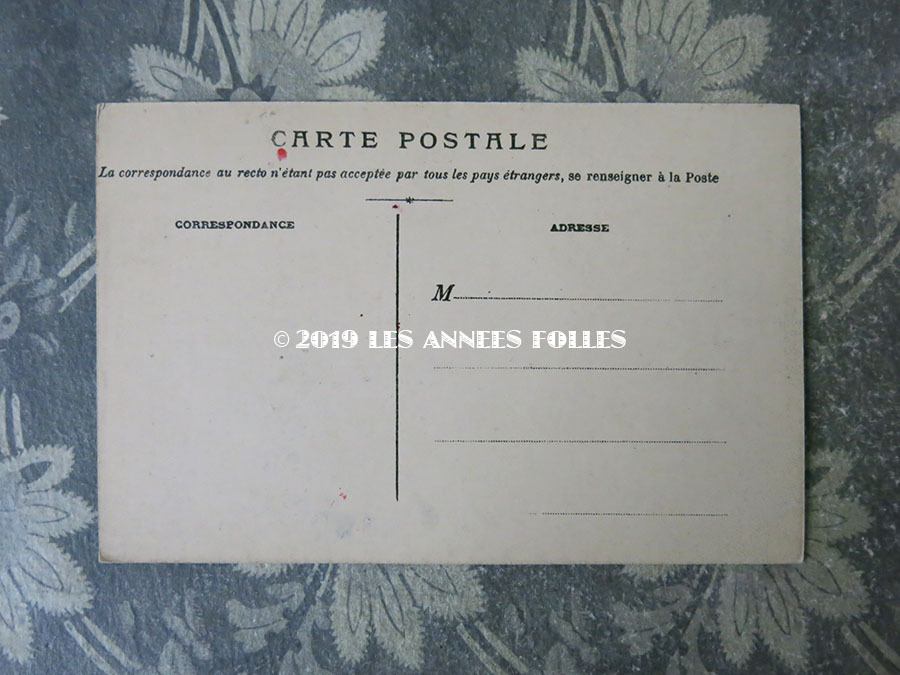 CARTE POSTALE
La correspondance au recto n'étant pas acceptée par tous les pays étrangers, se renseigner à la Poste
CORRESPONDANCE
ADRESSE
M
© 2019 LES ANNEES FOLLES